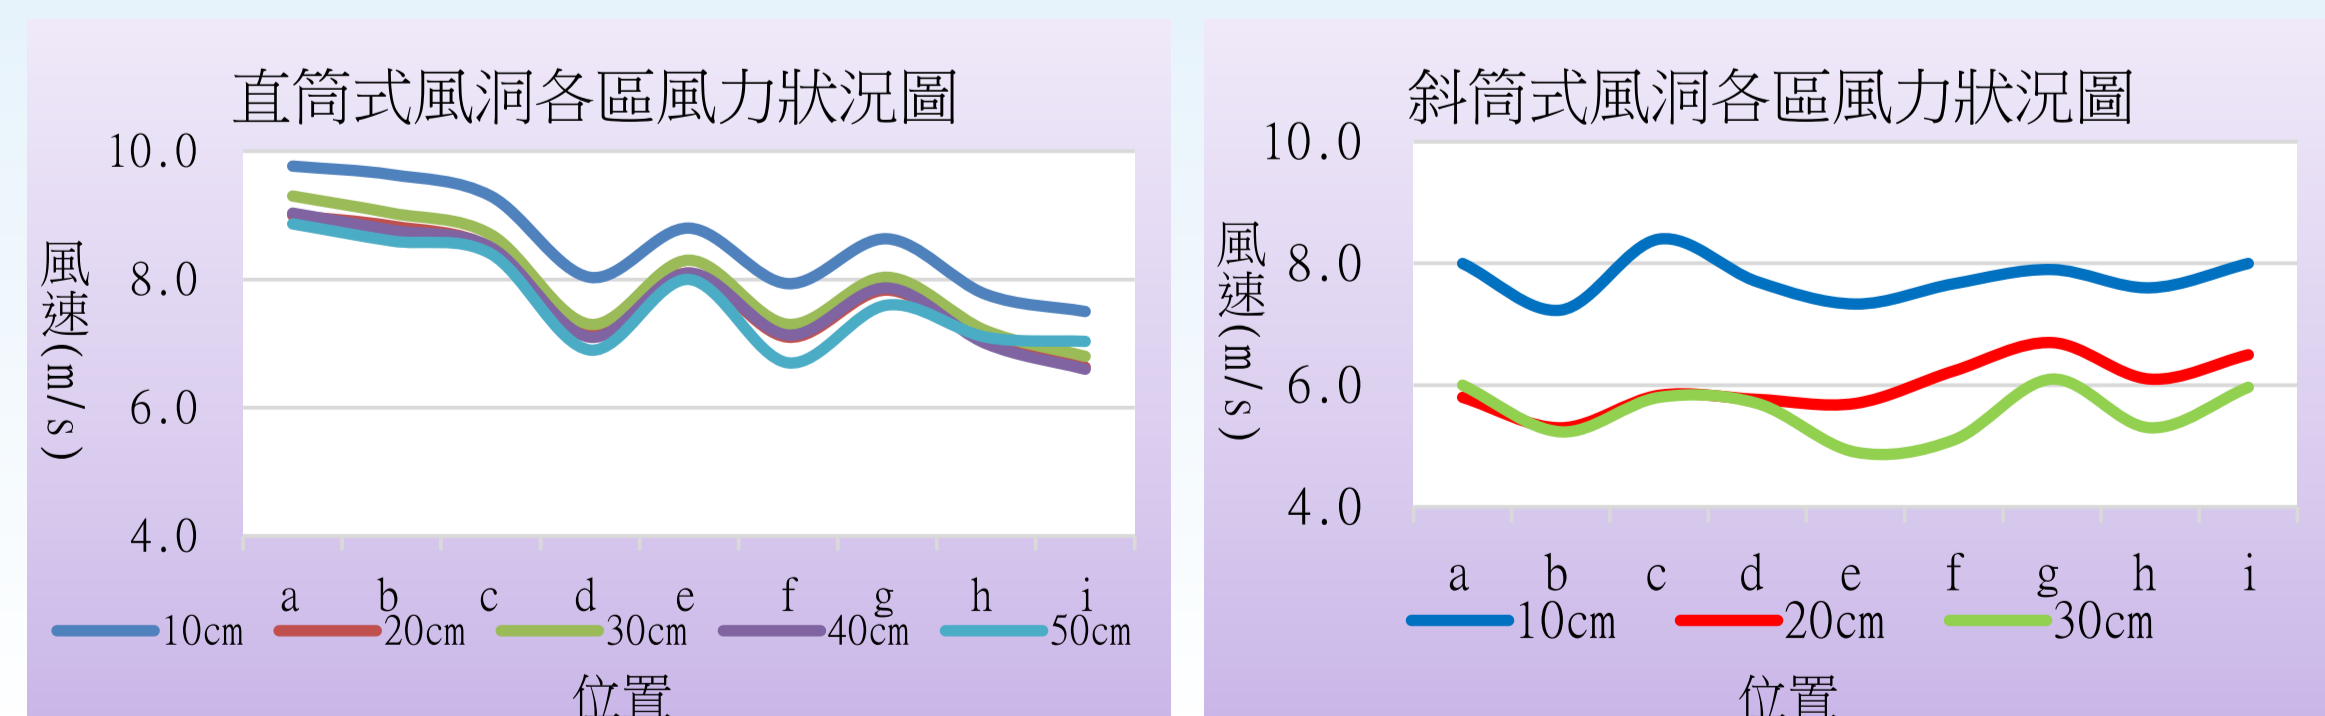 直筒式風洞各區風力狀況圖
10.0
8.0
6.0
4.0
風速(m/s)
a b c d e f g h i
10cm 20cm 30cm 40cm 50cm
位置
斜筒式風洞各區風力狀況圖
10.0
8.0
6.0
4.0
風速(m/s)
a b c d e f g h i
10cm 20cm 30cm
位置